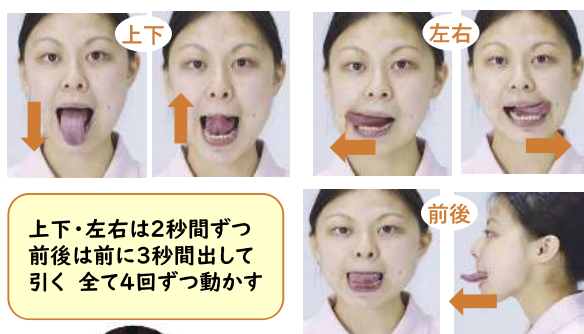 上下
左右
上下・左右は2秒間ずつ
前後は前に3秒間出して
引く 全て4回ずつ動かす
前後